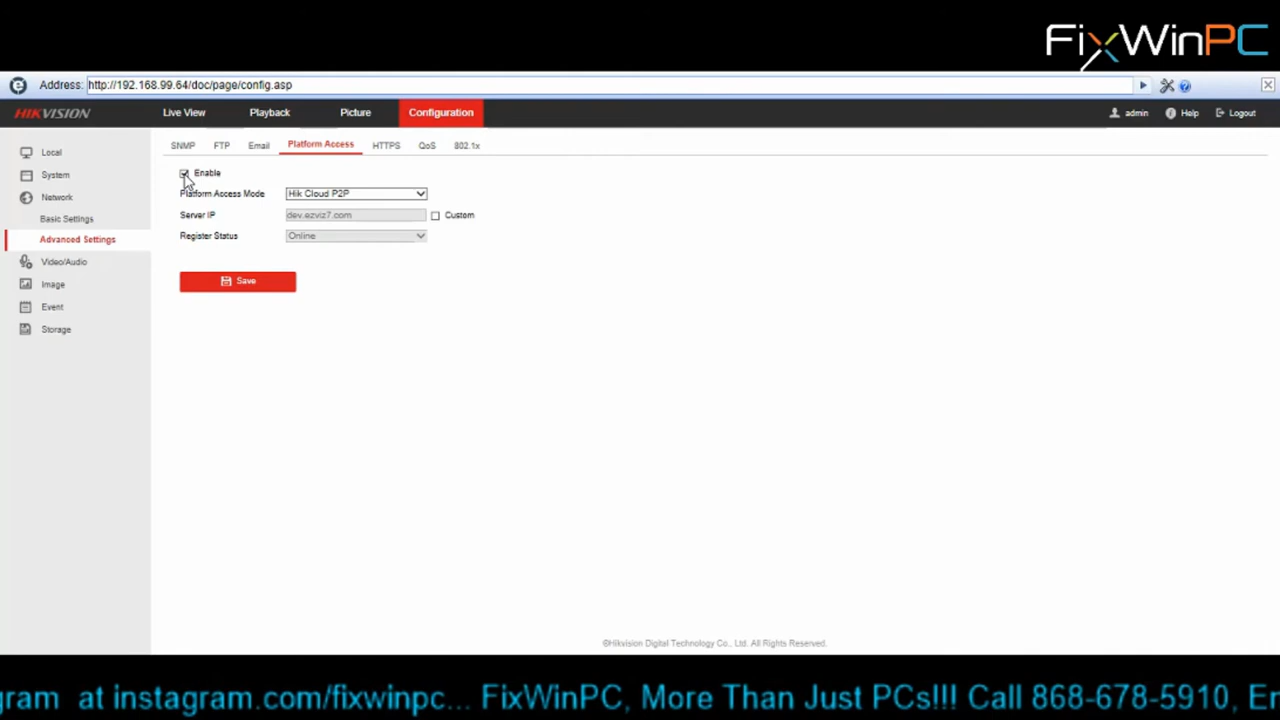 FixWinPC
Address: http://192.168.99.64/doc/page/config.asp
HIKVISION Live View Playback Picture Configuration admin Help Logout
SNMP FTP Email Platform Access HTTPS QoS 802.1x
Local
System
Network
Basic Settings
Advanced Settings
Video/Audio
Image
Event
Storage
Enable
Platform Access Mode Hik Cloud P2P
Server IP dev.ezviz7.com Custom
Register Status Online
Save
©Hikvision Digital Technology Co., Ltd. All Rights Reserved.
gram at instagram.com/fixwinpc... FixWinPC, More Than Just PCs!!! Call 868-678-5910, En